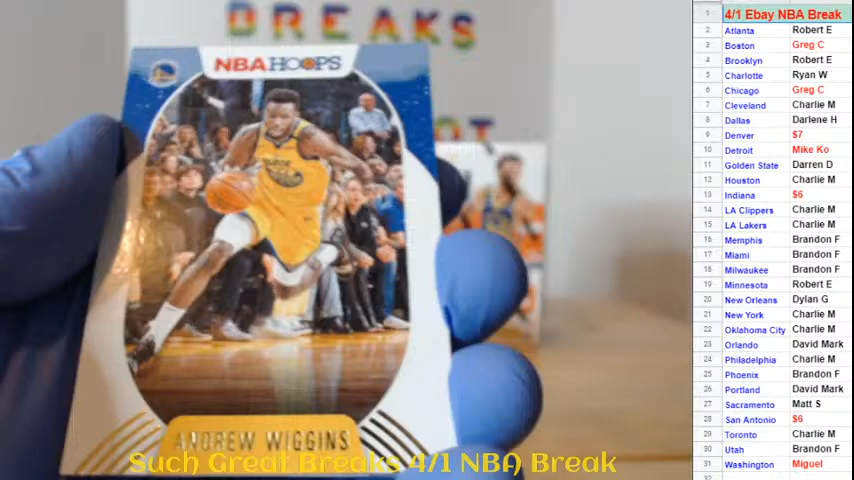 BREAKS
NBA HOOPS
ANDREW WIGGINS
Such Great Breaks 4/1 NBA Break
1 4/1 Ebay NBA Break
2 Atlanta Robert E
3 Boston Greg C
4 Brooklyn Robert E
5 Charlotte Ryan W
6 Chicago Greg C
7 Cleveland Charlie M
8 Dallas Darlene H
9 Denver $7
10 Detroit Mike Ko
11 Golden State Darren D
12 Houston Charlie M
13 Indiana $6
14 LA Clippers Charlie M
15 LA Lakers Charlie M
16 Memphis Brandon F
17 Miami Brandon F
18 Milwaukee Brandon F
19 Minnesota Robert E
20 New Orleans Dylan G
21 New York Charlie M
22 Oklahoma City Charlie M
23 Orlando David Mark
24 Philadelphia Charlie M
25 Phoenix Brandon F
26 Portland David Mark
27 Sacramento Matt S
28 San Antonio $6
29 Toronto Charlie M
30 Utah Brandon F
31 Washington Miguel